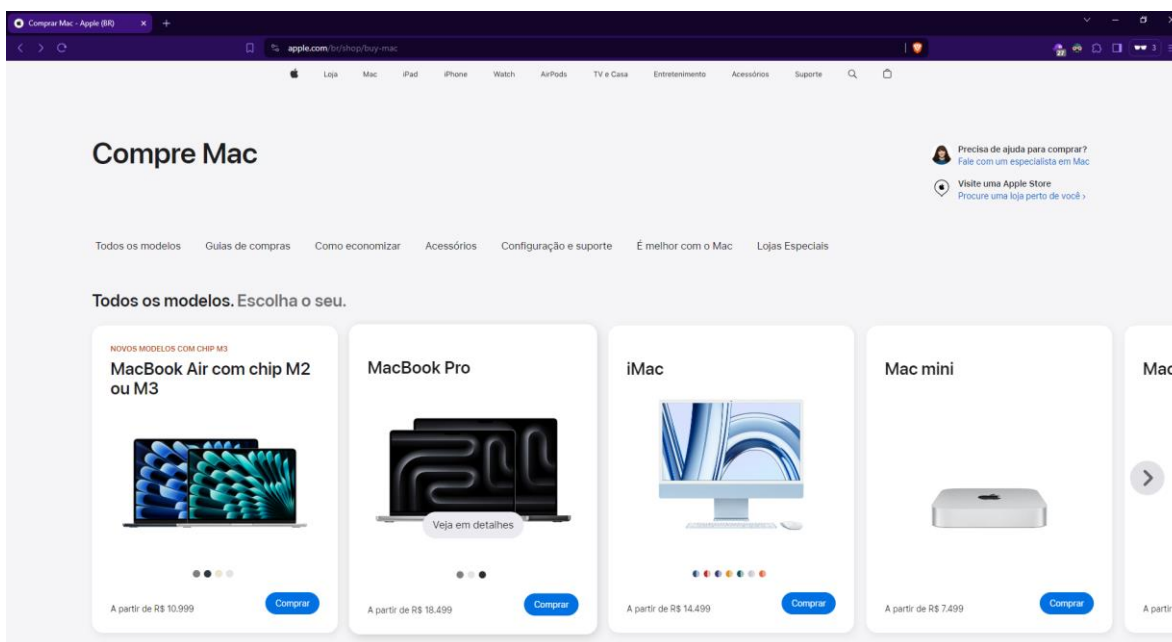 Comprar Mac - Apple (BR)
apple.com/br/shop/buy-mac
27
3
Loja Mac iPad iPhone Watch AirPods TV e Casa Entretenimento Acessórios Suporte
Compre Mac
Precisa de ajuda para comprar?
Fale com um especialista em Mac
Visite uma Apple Store
Procure uma loja perto de você ›
Todos os modelos Guias de compras Como economizar Acessórios Configuração e suporte É melhor com o Mac Lojas Especiais
Todos os modelos. Escolha o seu.
NOVOS MODELOS COM CHIP M3
MacBook Air com chip M2
ou M3
A partir de R$ 10.999
Comprar
MacBook Pro
Veja em detalhes
A partir de R$ 18.499
Comprar
iMac
A partir de R$ 14.499
Comprar
Mac mini
A partir de R$ 7.499
Comprar
Mac
A partir